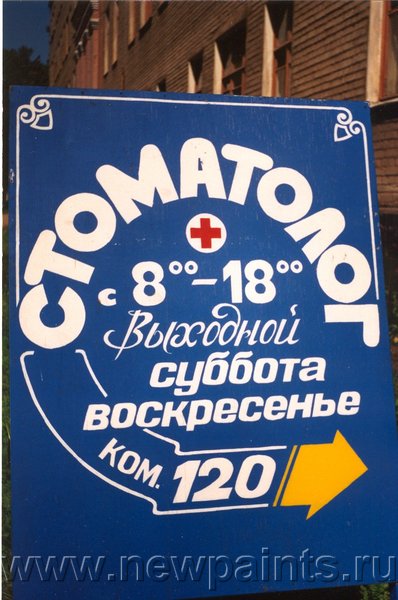 СТОМАТОЛОГ
с 8⁰⁰-18⁰⁰
Выходной
суббота
воскресенье
КОМ. 120
www.newpaints.ru